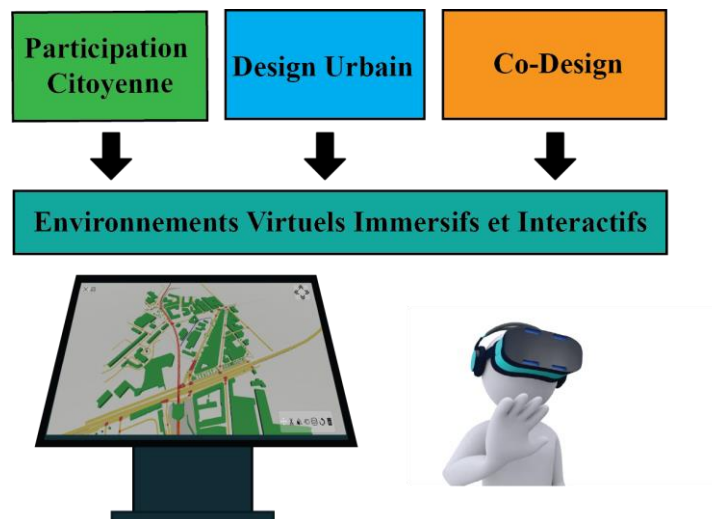 Participation
Citoyenne
Design Urbain
Co-Design
Environnements Virtuels Immersifs et Interactifs